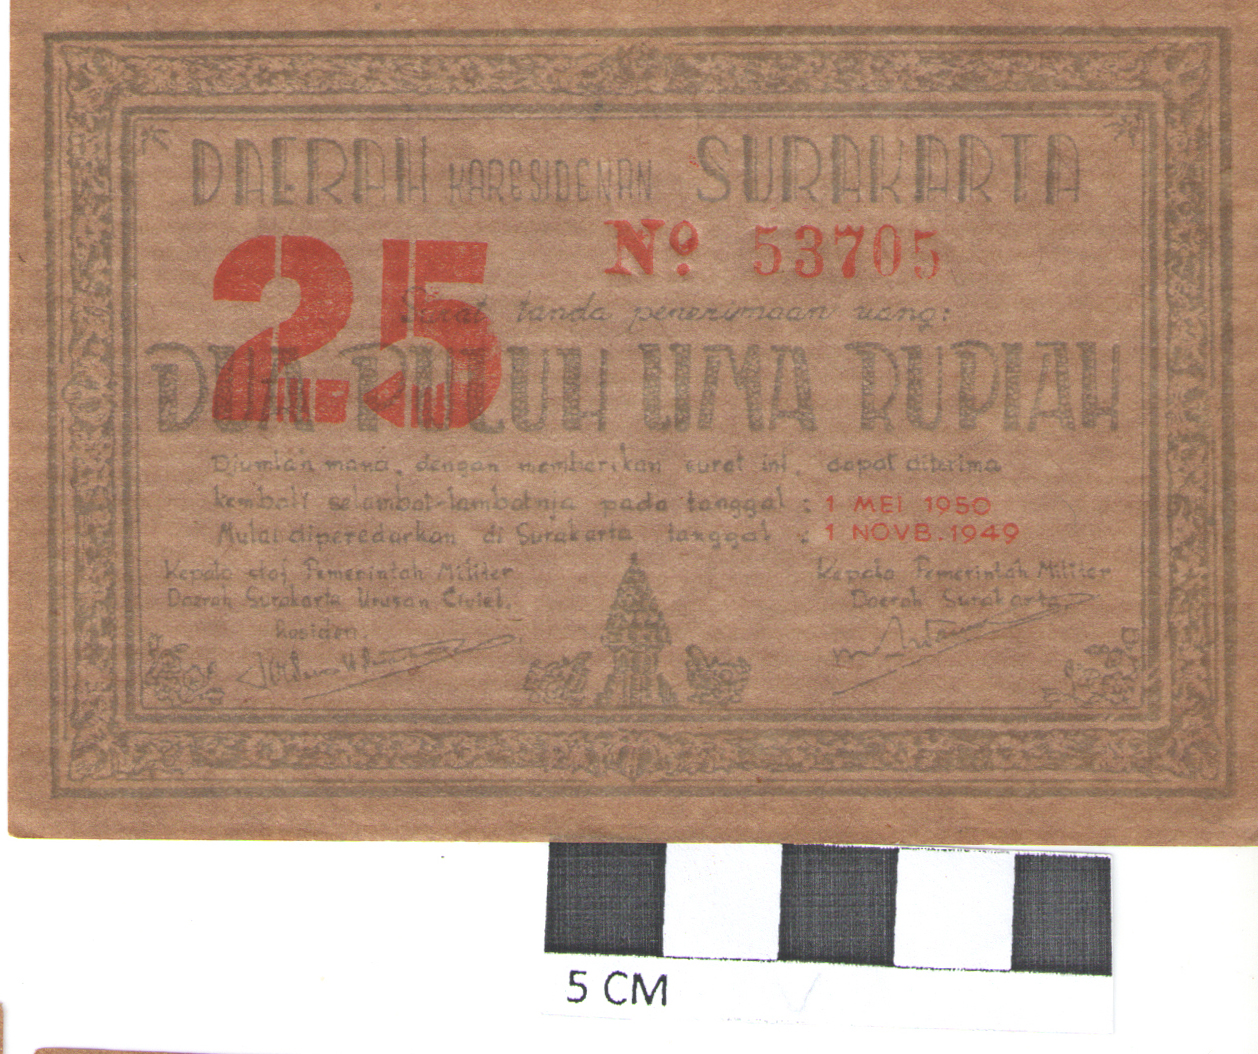 DAERAH KARESIDENAN SURAKARTA
25
No. 53705
Surat tanda penerimaan uang:
DUA PULUH LIMA RUPIAH
Djumlah mana, dengan memberikan surat ini, dapat diterima
kembali selambat-lambatnja pada tanggal : 1 MEI 1950
Mulai diperedarkan di Surakarta tanggal : 1 NOVB. 1949
Kepala staf Pemerintah Militer
Daerah Surakarta Urusan Civiel.
Residen.
Kepala Pemerintah Militer
Daerah Surakarta,
5 CM